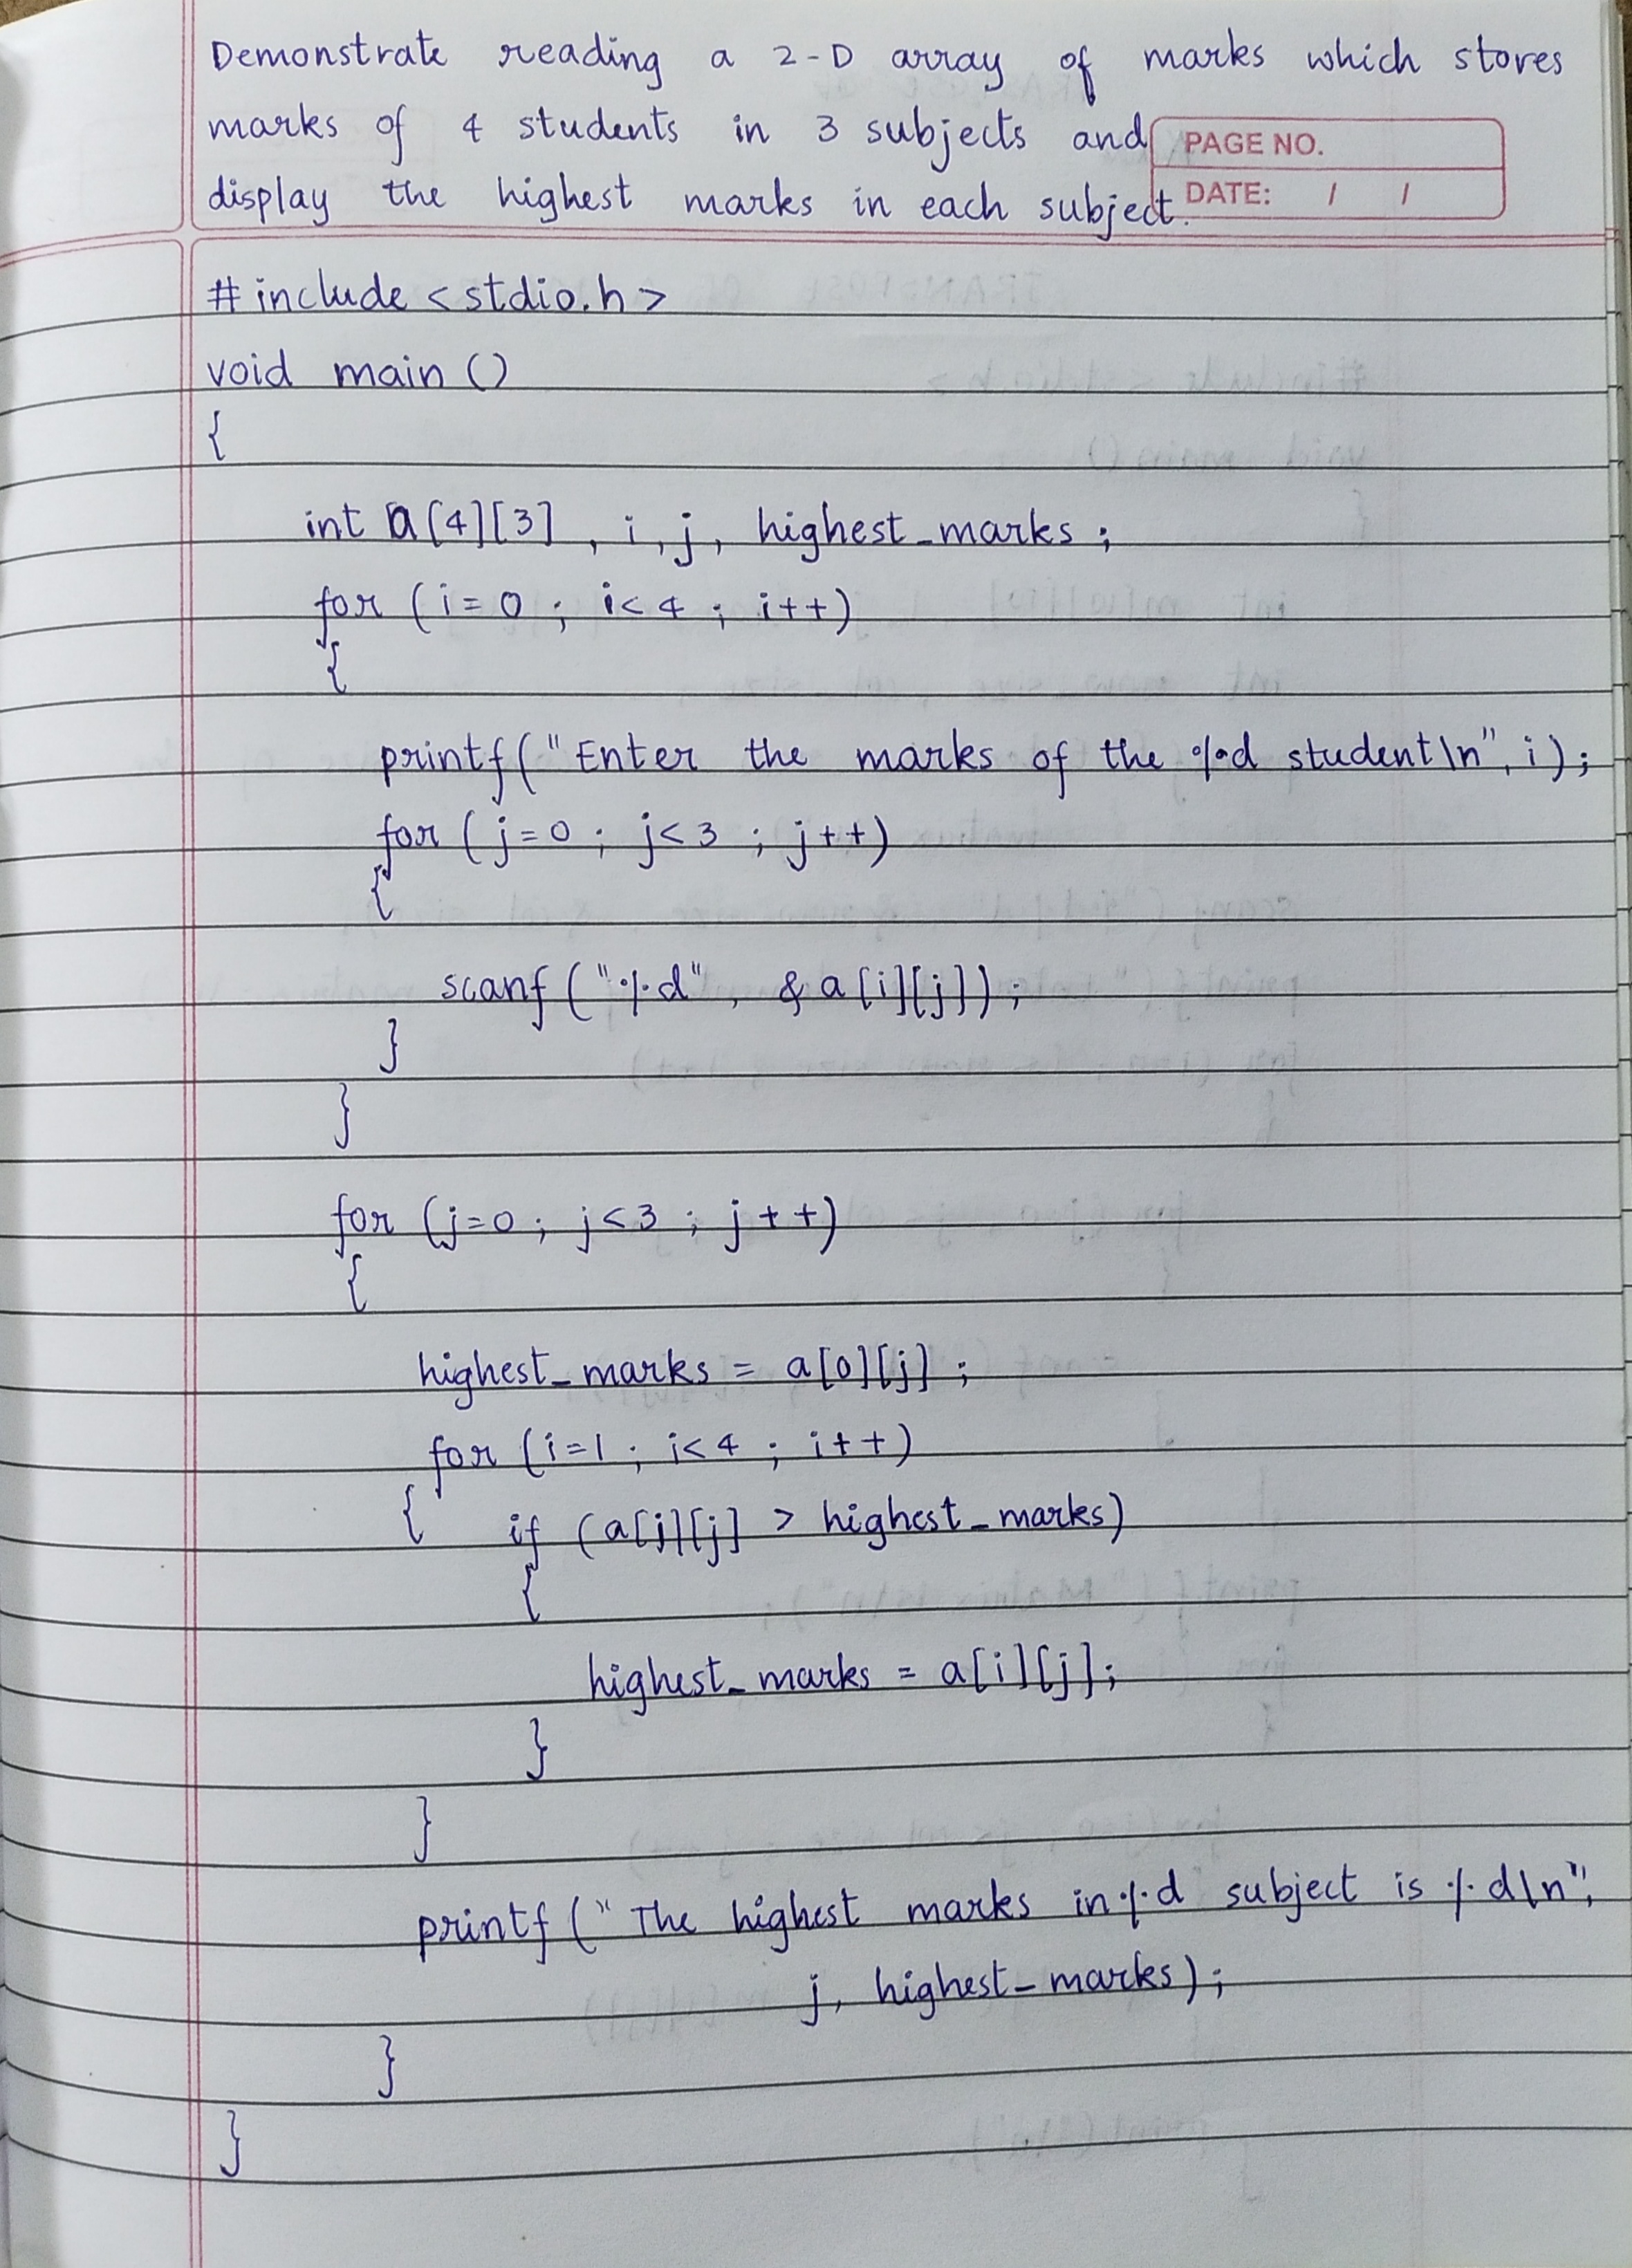 Demonstrate reading a 2-D array of marks which stores
marks of 4 students in 3 subjects and
PAGE NO.
display the highest marks in each subject.
DATE: / /
#include <stdio.h>
void main ()
{
int a[4][3] , i, j, highest_marks ;
for (i=0 ; i<4 ; i++)
{
printf("Enter the marks of the %d student\n", i);
for (j=0 ; j<3 ; j++)
{
scanf ("%d" , &a[i][j]) ;
}
}
for (j=0 ; j<3 ; j++)
{
highest_marks = a[0][j] ;
for (i=1 ; i<4 ; i++)
{ if (a[j][j] > highest_marks)
{
highest_marks = a[i][j];
}
}
printf ("The highest marks in %d subject is %d\n",
j, highest_marks);
}
}